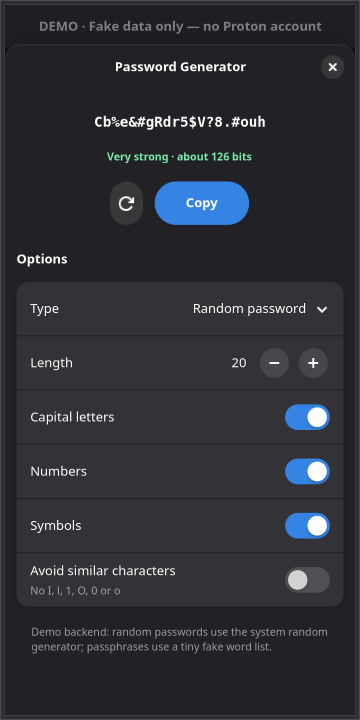 DEMO · Fake data only — no Proton account
Password Generator
Cb%e&#gRdr5$V?8.#ouh
Very strong · about 126 bits
Copy
Options
Type
Random password
Length
20
Capital letters
Numbers
Symbols
Avoid similar characters
No I, l, 1, O, 0 or o
Demo backend: random passwords use the system random
generator; passphrases use a tiny fake word list.